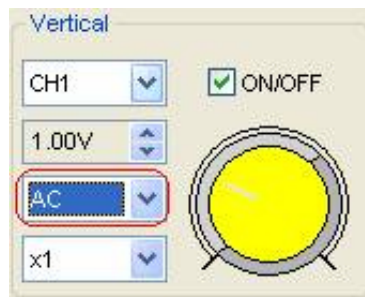 Vertical
CH1
ON/OFF
1.00V
AC
x1